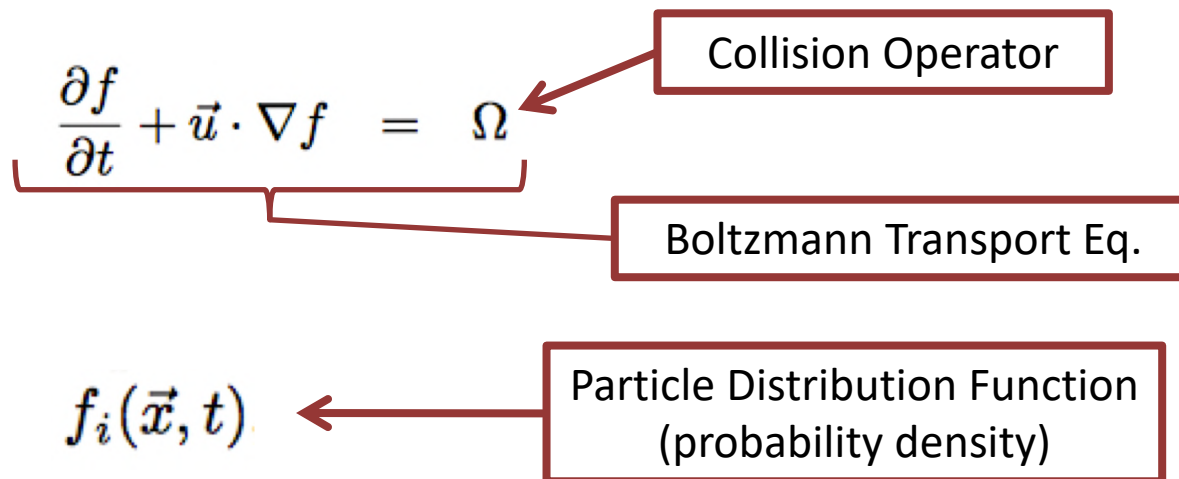 Collision Operator
∂f/∂t + u⃗ · ∇f = Ω
Boltzmann Transport Eq.
f_i(x⃗, t)
Particle Distribution Function
(probability density)